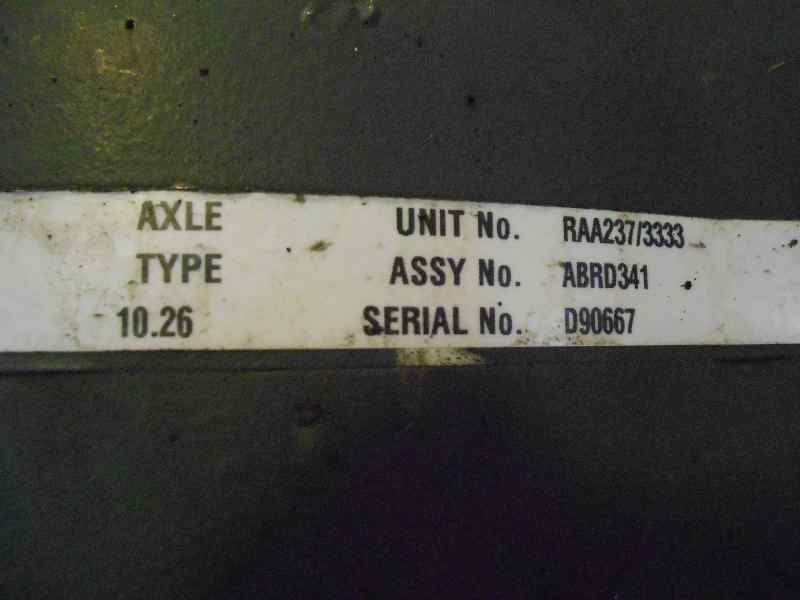 AXLE UNIT No. RAA237/3333
TYPE ASSY No. ABRD341
10.26 SERIAL No. D90667